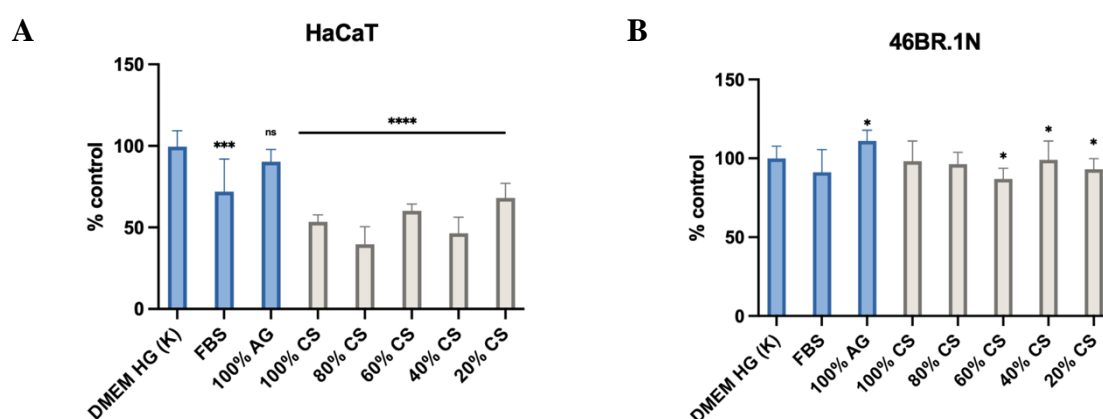 A
HaCaT
% control
150
100
50
0
***
ns
****
DMEM HG (K)
FBS
100% AG
100% CS
80% CS
60% CS
40% CS
20% CS
B
46BR.1N
% control
150
100
50
0
*
*
*
*
DMEM HG (K)
FBS
100% AG
100% CS
80% CS
60% CS
40% CS
20% CS